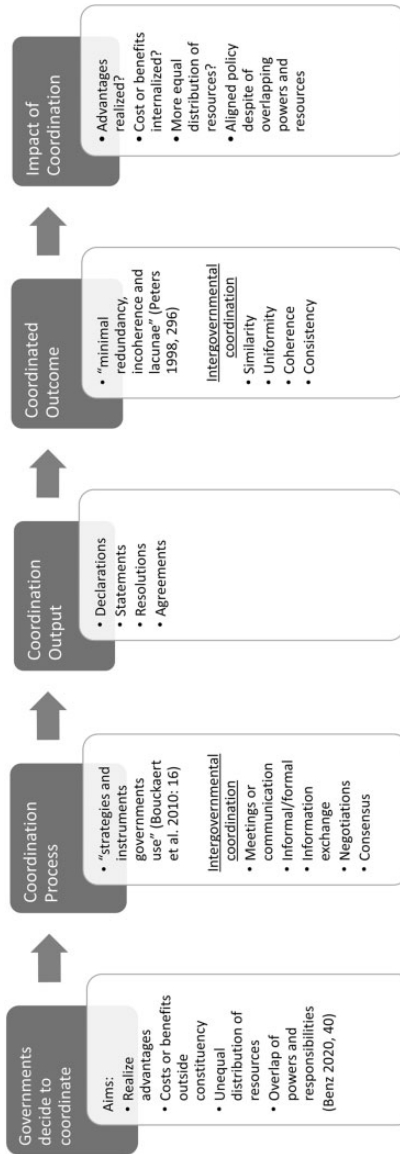 Governments
decide to
coordinate
Aims:
• Realize
advantages
• Costs or benefits
outside
constituency
• Unequal
distribution of
resources
• Overlap of
powers and
responsibilities
(Benz 2020, 40)
Coordination
Process
• "strategies and
instruments
governments
use" (Bouckaert
et al. 2010: 16)
Intergovernmental
coordination
• Meetings or
communication
• Informal/formal
• Information
exchange
• Negotiations
• Consensus
Coordination
Output
• Declarations
• Statements
• Resolutions
• Agreements
Coordinated
Outcome
• "minimal
redundancy,
incoherence and
lacunae" (Peters
1998, 296)
Intergovernmental
coordination
• Similarity
• Uniformity
• Coherence
• Consistency
Impact of
Coordination
• Advantages
realized?
• Cost or benefits
internalized?
• More equal
distribution of
resources?
• Aligned policy
despite of
overlapping
powers and
resources